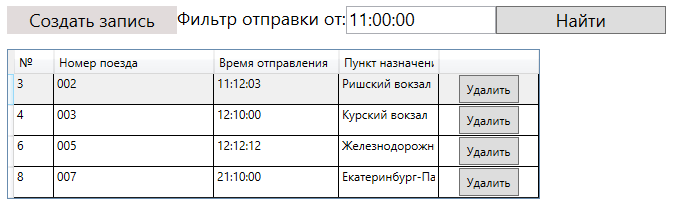 Создать запись Фильтр отправки от: 11:00:00 Найти
№ Номер поезда Время отправления Пункт назначени
3 002 11:12:03 Ришский вокзал Удалить
4 003 12:10:00 Курский вокзал Удалить
6 005 12:12:12 Железнодорожн Удалить
8 007 21:10:00 Екатеринбург-Па Удалить